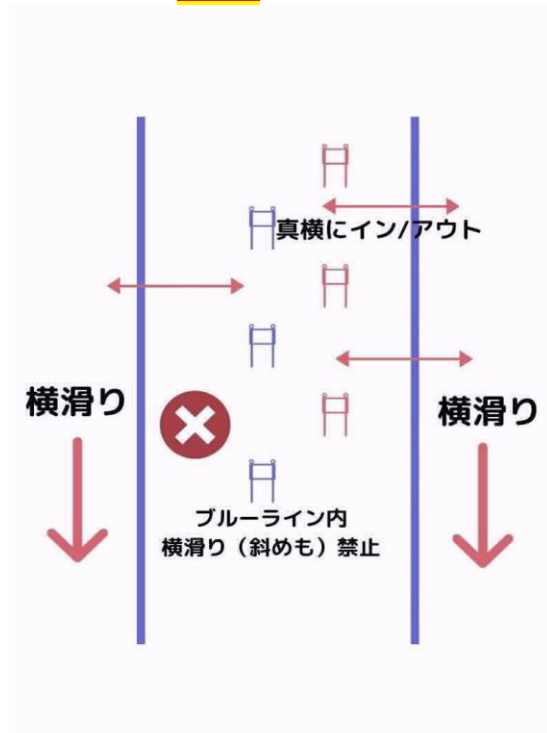 真横にイン/アウト
横滑り
横滑り
ブルーライン内
横滑り（斜めも）禁止